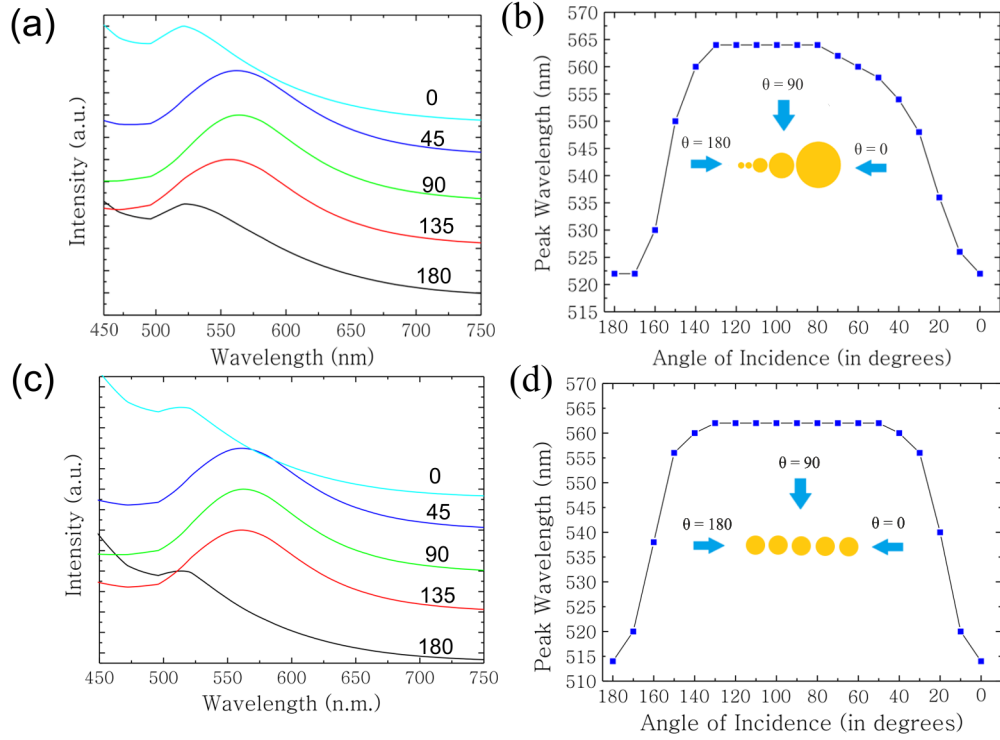 (a)
Intensity (a.u.)
0
45
90
135
180
450 500 550 600 650 700 750
Wavelength (nm)
(b)
Peak Wavelength (nm)
570
565
560
555
550
545
540
535
530
525
520
515
θ = 90
θ = 180
θ = 0
180 160 140 120 100 80 60 40 20 0
Angle of Incidence (in degrees)
(c)
Intensity (a.u.)
0
45
90
135
180
450 500 550 600 650 700 750
Wavelength (n.m.)
(d)
Peak Wavelength (nm)
570
565
560
555
550
545
540
535
530
525
520
515
510
θ = 90
θ = 180
θ = 0
180 160 140 120 100 80 60 40 20 0
Angle of Incidence (in degrees)